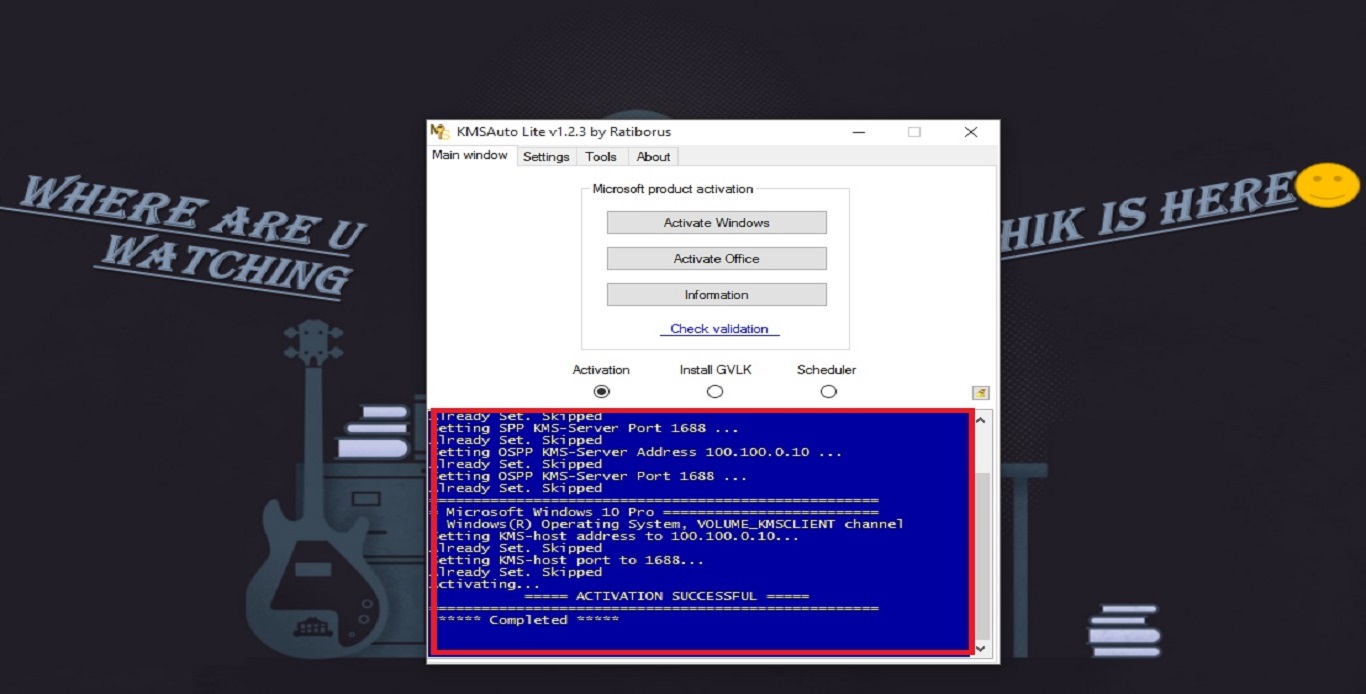 WHERE ARE U
WATCHING
HIK IS HERE
KMSAuto Lite v1.2.3 by Ratiborus
Main window Settings Tools About
Microsoft product activation
Activate Windows
Activate Office
Information
Check validation
Activation Install GVLK Scheduler
lready Set. Skipped
etting SPP KMS-Server Port 1688 ...
lready Set. Skipped
etting OSPP KMS-Server Address 100.100.0.10 ...
lready Set. Skipped
etting OSPP KMS-Server Port 1688 ...
lready Set. Skipped
==================================================
Microsoft Windows 10 Pro =========================
Windows(R) Operating System, VOLUME_KMSCLIENT channel
etting KMS-host address to 100.100.0.10...
lready Set. Skipped
etting KMS-host port to 1688...
lready Set. Skipped
ctivating...
===== ACTIVATION SUCCESSFUL =====
==================================================
***** Completed *****